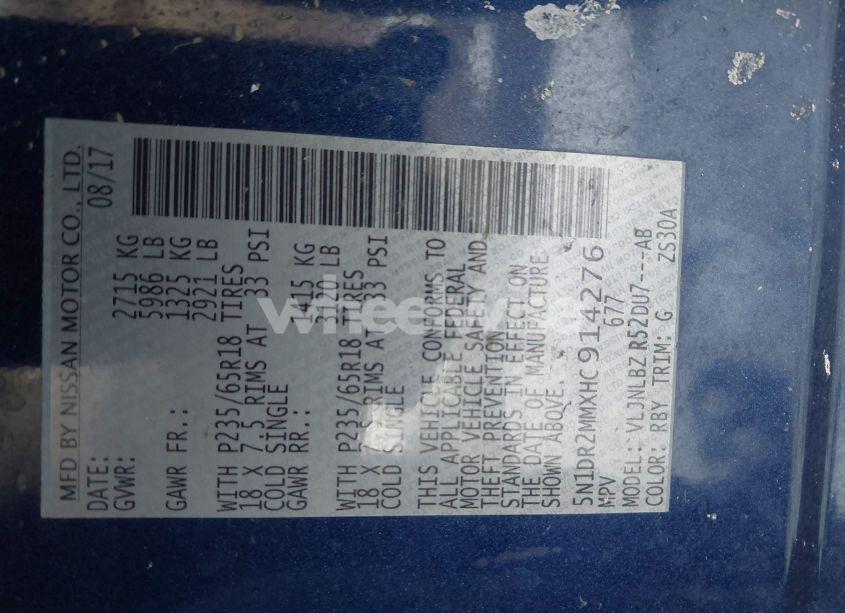 MFD BY NISSAN MOTOR CO., LTD.
DATE: 08/17
GVWR: 2715 KG
5986 LB
GAWR FR.: 1325 KG
2921 LB
WITH P235/65R18 TIRES
18 X 7.5 RIMS AT 33 PSI
COLD SINGLE
GAWR RR.: 1415 KG
3120 LB
WITH P235/65R18 TIRES
18 X 7.5 RIMS AT 33 PSI
COLD SINGLE
THIS VEHICLE CONFORMS TO
ALL APPLICABLE FEDERAL
MOTOR VEHICLE SAFETY AND
THEFT PREVENTION
STANDARDS IN EFFECT ON
THE DATE OF MANUFACTURE
SHOWN ABOVE.
5N1DR2MMXHC914276
MPV 677
MODEL: VLJNLBZ R52DU7---AB
COLOR: RBY TRIM: G ZS30A